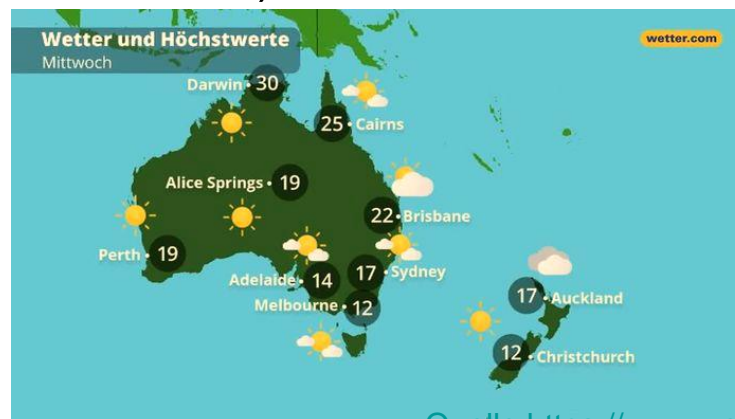 Wetter und Höchstwerte
Mittwoch
wetter.com
Darwin 30
25 Cairns
Alice Springs 19
22 Brisbane
Perth 19
17 Sydney
Adelaide 14
Melbourne 12
17 Auckland
12 Christchurch